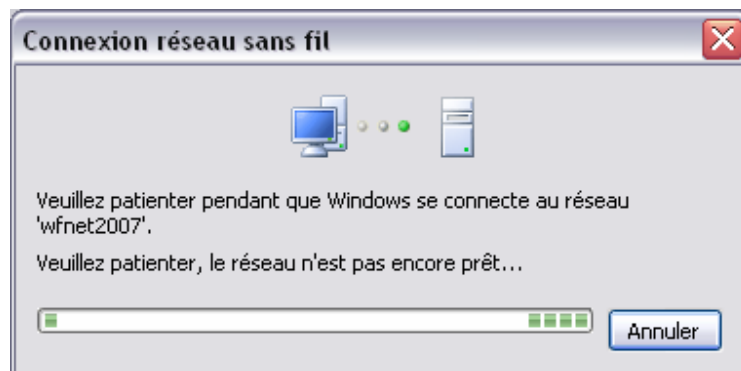 Connexion réseau sans fil
Veuillez patienter pendant que Windows se connecte au réseau
'wfnet2007'.
Veuillez patienter, le réseau n'est pas encore prêt...
Annuler